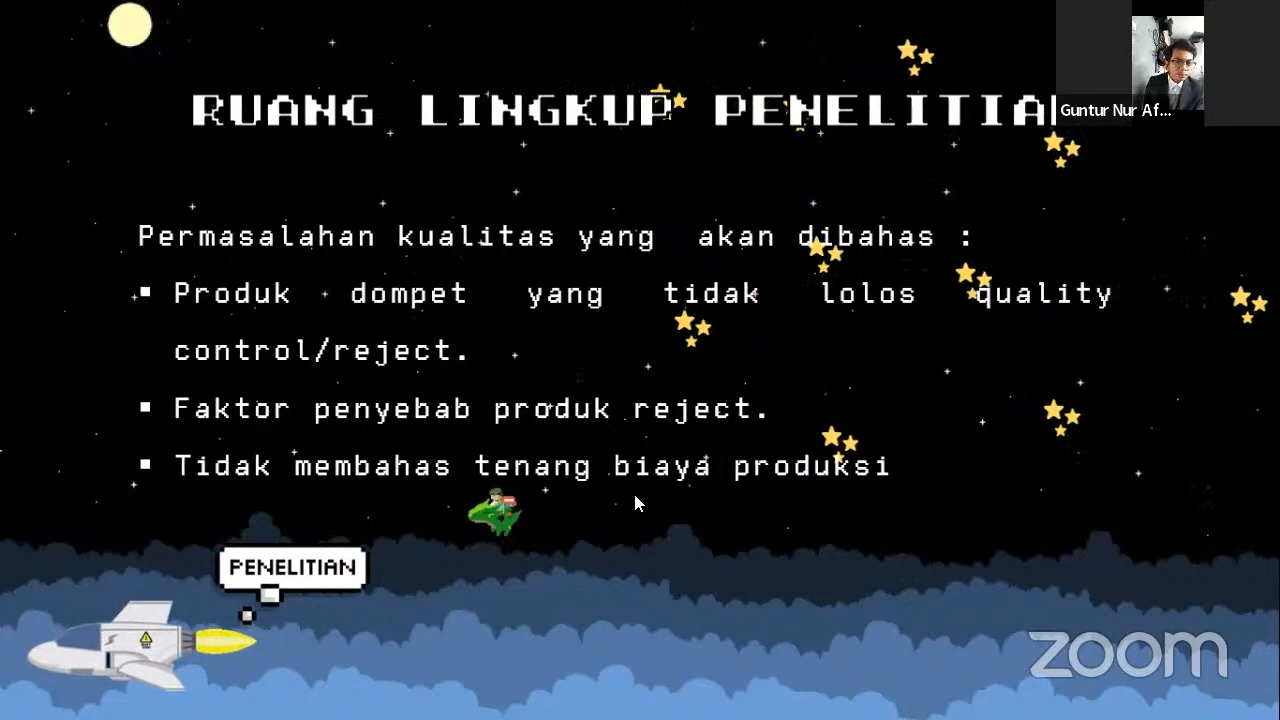 RUANG LINGKUP PENELITIAN
Guntur Nur Af...
Permasalahan kualitas yang akan dibahas :
▪ Produk dompet yang tidak lolos quality
control/reject.
▪ Faktor penyebab produk reject.
▪ Tidak membahas tenang biaya produksi
PENELITIAN
zoom